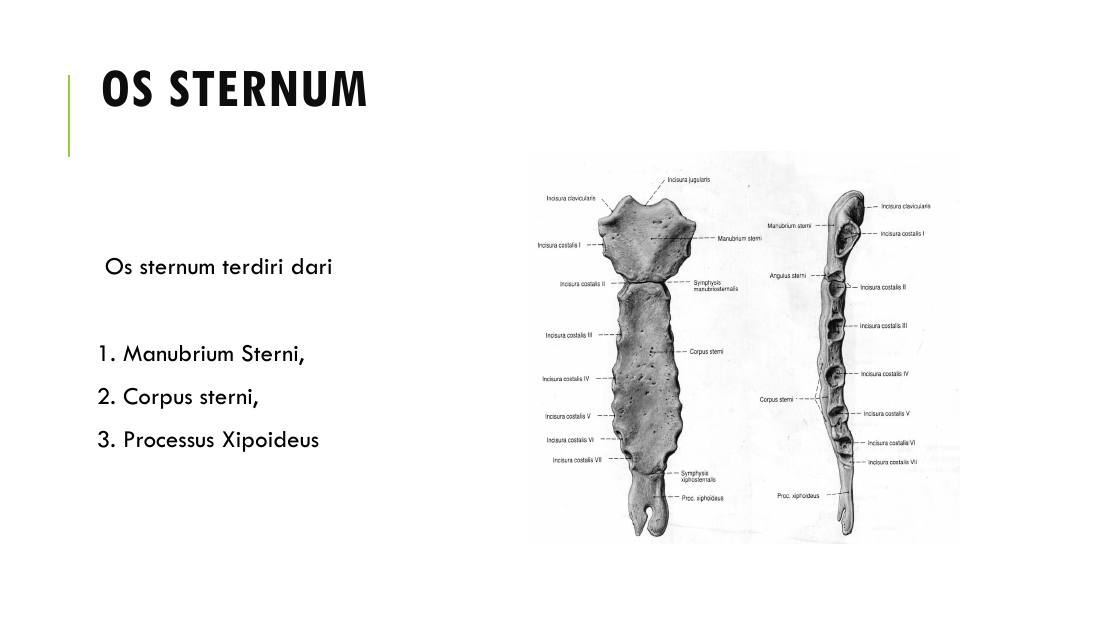 OS STERNUM
Os sternum terdiri dari
1. Manubrium Sterni,
2. Corpus sterni,
3. Processus Xipoideus
Incisura jugularis
Incisura clavicularis
Incisura costalis I
Manubrium sterni
Incisura costalis II
Symphysis
manubriosternalis
Incisura costalis III
Corpus sterni
Incisura costalis IV
Incisura costalis V
Incisura costalis VI
Incisura costalis VII
Symphysis
xiphosternalis
Proc. xiphoideus
Incisura clavicularis
Manubrium sterni
Incisura costalis I
Angulus sterni
Incisura costalis II
Incisura costalis III
Incisura costalis IV
Corpus sterni
Incisura costalis V
Incisura costalis VI
Incisura costalis VII
Proc. xiphoideus